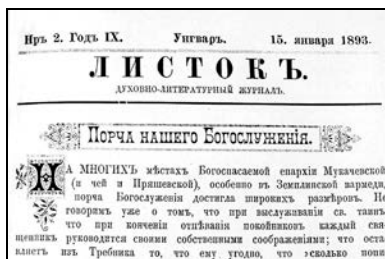 Нръ 2. Годъ IX. Унгваръ. 15. января 1893.
ЛИСТОКЪ.
ДУХОВНО-ЛИТЕРАТУРНЫЙ ЖУРНАЛЪ.
Порча нашего Богослуженія.
НА МНОГИХЪ мѣстахъ Богоспасаемой епархіи Мукачевской
(и чей и Пряшевской), особенно въ Земплинской вармеди,
порча Богослуженія достигла широкихъ размѣровъ. Не
говоримъ уже о томъ, что при выслуживаніи св. таинъ
что при конченіи отпѣванія покойниковъ каждый свя-
щенникъ руководится своими собственными соображеніями; что оста
вляетъ изъ Требника то, что ему угодно, что